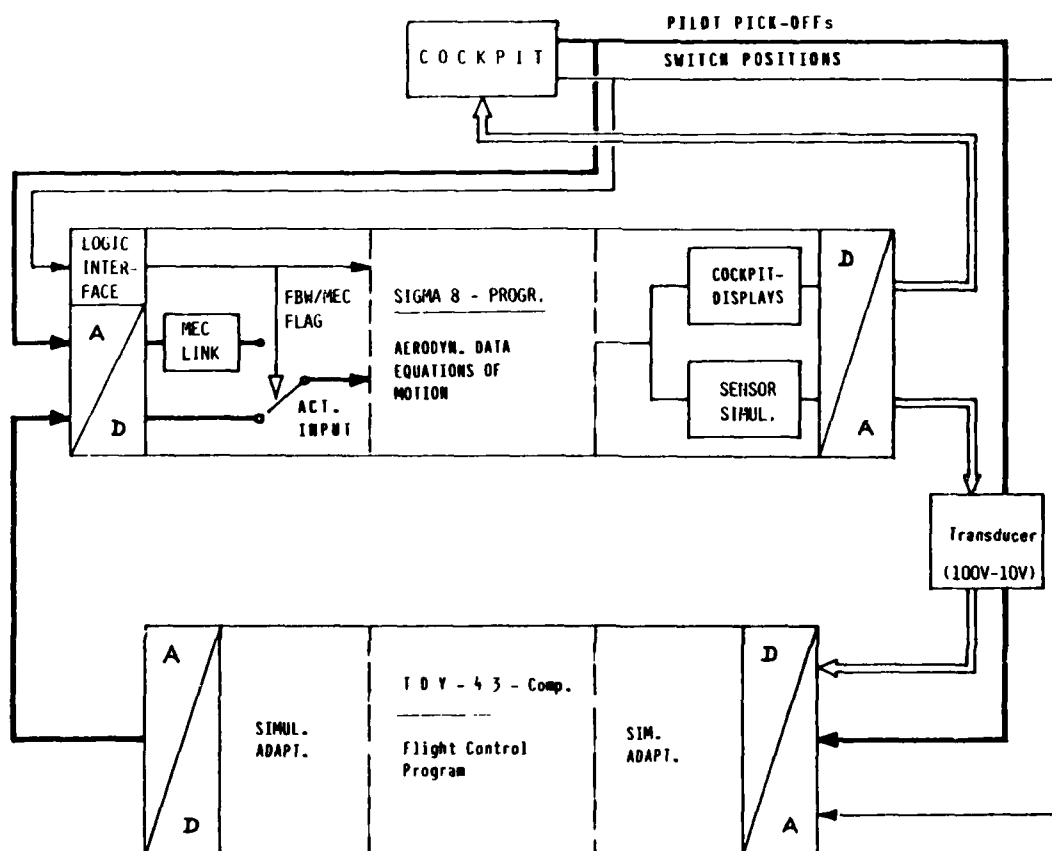 PILOT PICK-OFFs
COCKPIT
SWITCH POSITIONS
LOGIC
INTER-
FACE
A
D
MEC
LINK
FBW/MEC
FLAG
ACT.
INPUT
SIGMA 8 - PROGR.
AERODYN. DATA
EQUATIONS OF
MOTION
COCKPIT-
DISPLAYS
SENSOR
SIMUL.
D
A
Transducer
(100V-10V)
A
D
SIMUL.
ADAPT.
TDY - 43 - Comp.
Flight Control
Program
SIM.
ADAPT.
D
A